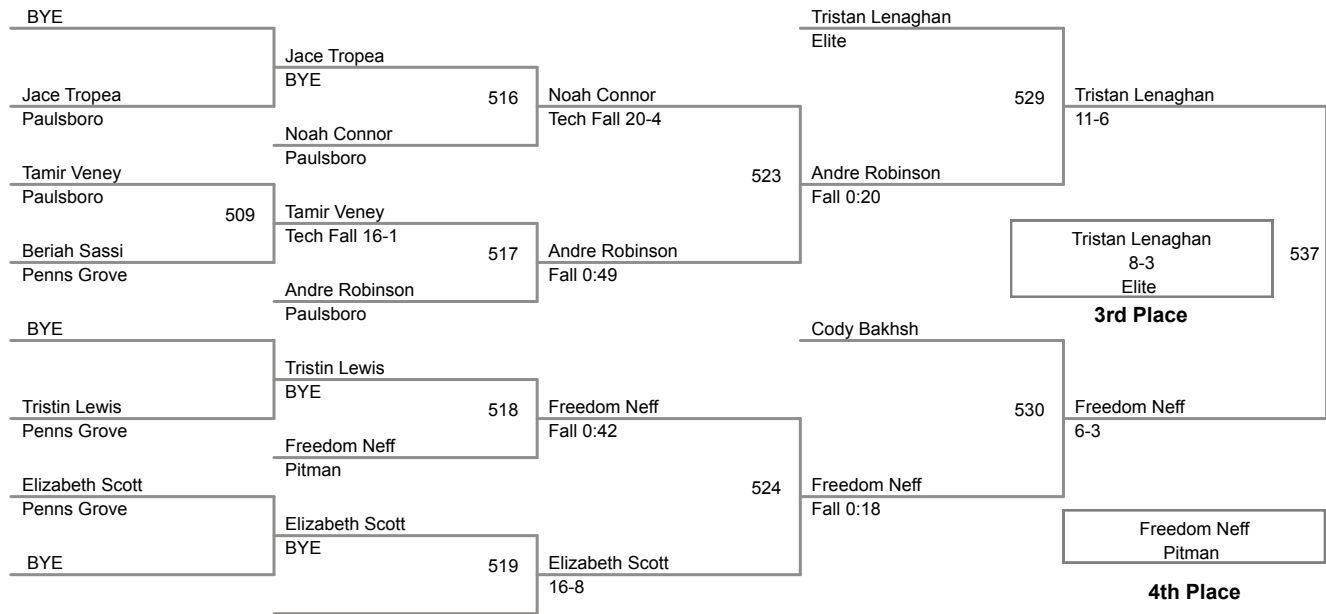 BYE
Jace Tropea
Paulsboro
Tamir Veney
Paulsboro
509
Beriah Sassi
Penns Grove
BYE
Tristin Lewis
Penns Grove
Elizabeth Scott
Penns Grove
BYE
Jace Tropea
BYE
516
Noah Connor
Paulsboro
Tamir Veney
Tech Fall 16-1
517
Andre Robinson
Paulsboro
Tristin Lewis
BYE
518
Freedom Neff
Pitman
Elizabeth Scott
BYE
519
Noah Connor
Tech Fall 20-4
523
Andre Robinson
Fall 0:49
Freedom Neff
Fall 0:42
524
Elizabeth Scott
16-8
Tristan Lenaghan
Elite
529
Andre Robinson
Fall 0:20
Cody Bakhsh
530
Freedom Neff
Fall 0:18
Tristan Lenaghan
11-6
Tristan Lenaghan
8-3
Elite
537
3rd Place
Freedom Neff
6-3
Freedom Neff
Pitman
4th Place